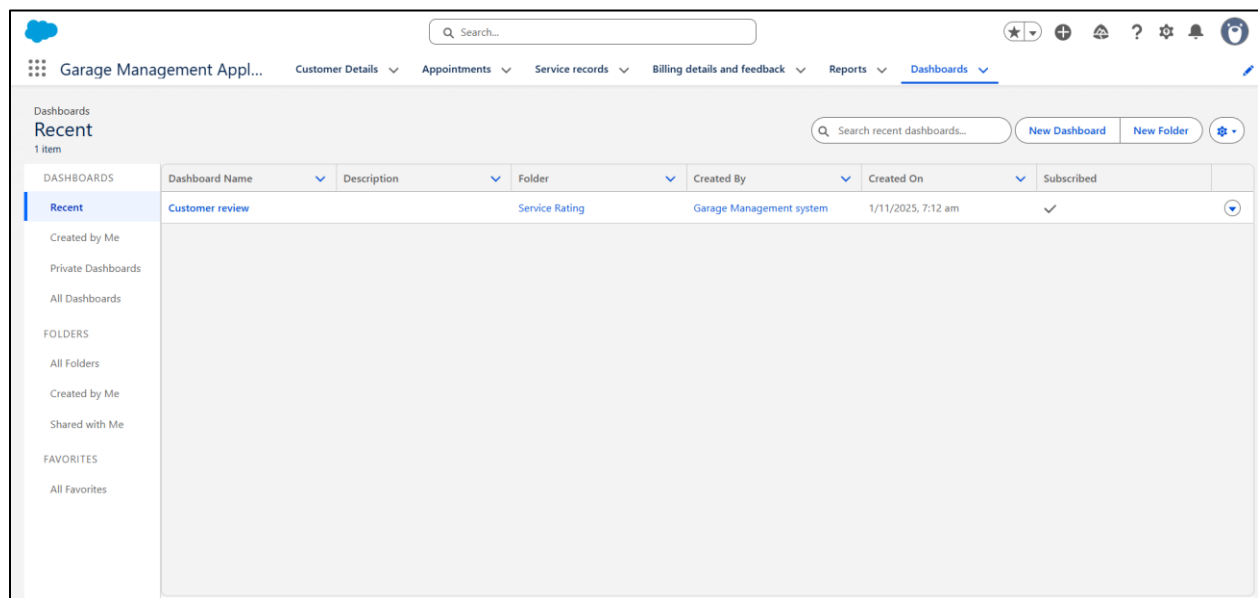 Search...
Garage Management Appl... Customer Details Appointments Service records Billing details and feedback Reports Dashboards
Dashboards
Recent
1 item
Search recent dashboards... New Dashboard New Folder
DASHBOARDS Dashboard Name Description Folder Created By Created On Subscribed
Recent Customer review Service Rating Garage Management system 1/11/2025, 7:12 am
Created by Me
Private Dashboards
All Dashboards
FOLDERS
All Folders
Created by Me
Shared with Me
FAVORITES
All Favorites